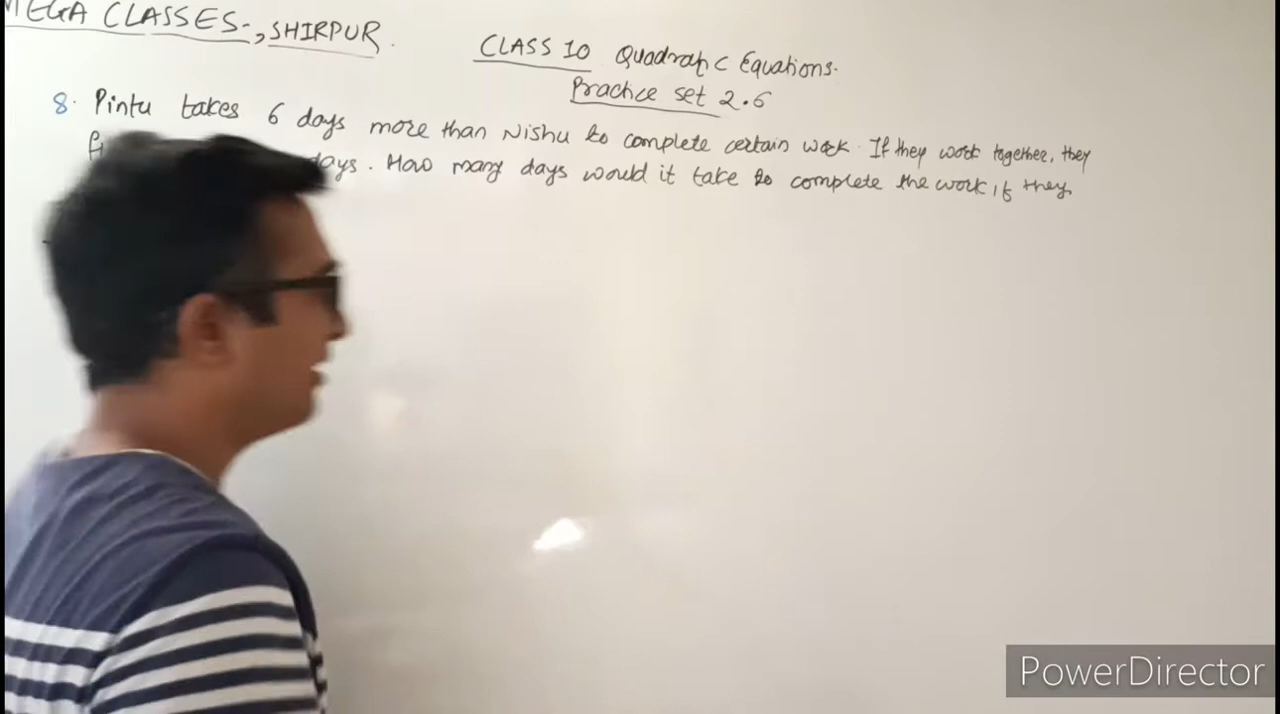 MEGA CLASSES-, SHIRPUR.
CLASS 10 Quadratic Equations.
Practice set 2.6
8. Pintu takes 6 days more than Nishu to complete certain work. If they work together, they
days. How many days would it take to complete the work if they
PowerDirector